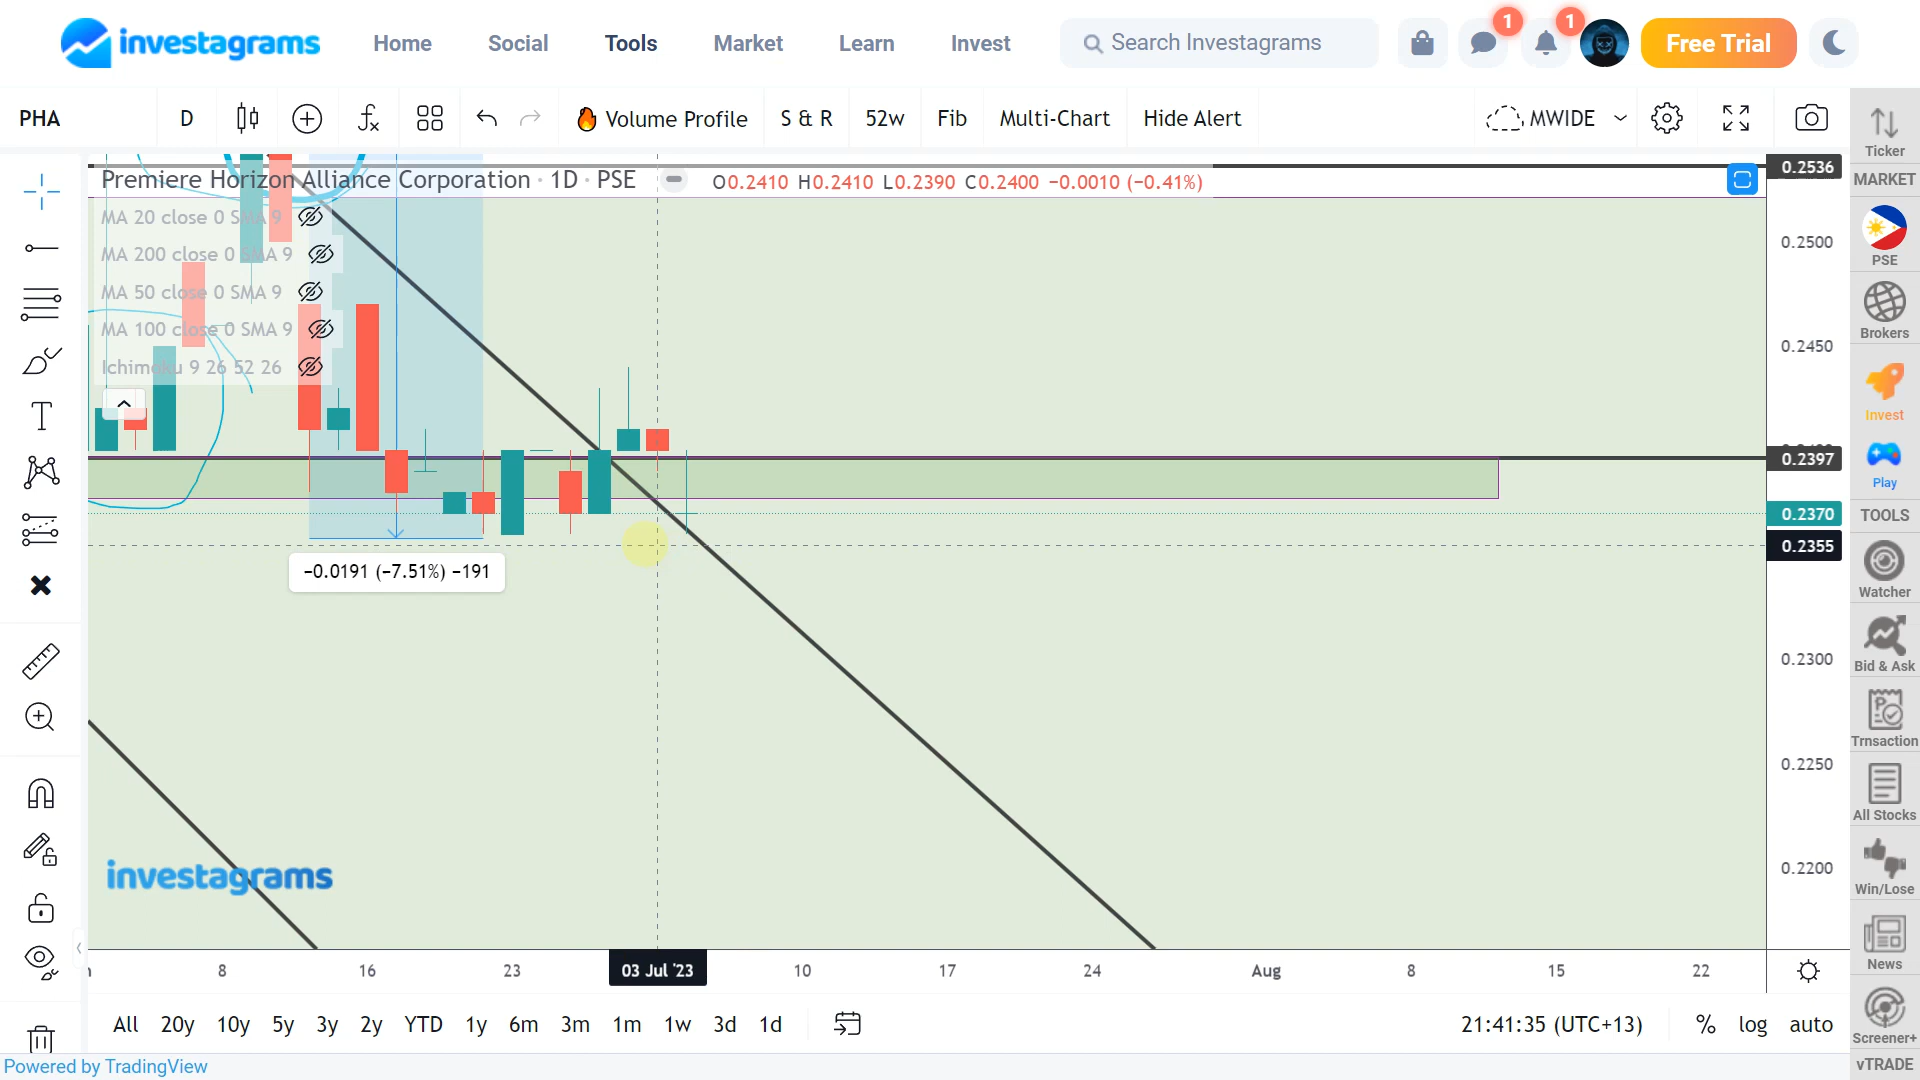 investagrams Home Social Tools Market Learn Invest Search Investagrams 1 1 Free Trial
PHA D Volume Profile S & R 52w Fib Multi-Chart Hide Alert MWIDE
Premiere Horizon Alliance Corporation · 1D · PSE O0.2410 H0.2410 L0.2390 C0.2400 −0.0010 (−0.41%)
MA 20 close 0 SMA 9
MA 200 close 0 SMA 9
MA 50 close 0 SMA 9
MA 100 close 0 SMA 9
Ichimoku 9 26 52 26
−0.0191 (−7.51%) −191
investagrams
0.2536
0.2500
0.2450
0.2397
0.2370
0.2355
0.2300
0.2250
0.2200
8 16 23 03 Jul '23 10 17 24 Aug 8 15 22
All 20y 10y 5y 3y 2y YTD 1y 6m 3m 1m 1w 3d 1d 21:41:35 (UTC+13) % log auto
Powered by TradingView
Ticker
MARKET
PSE
Brokers
Invest
Play
TOOLS
Watcher
Bid & Ask
Trnsaction
All Stocks
Win/Lose
News
Screener+
vTRADE